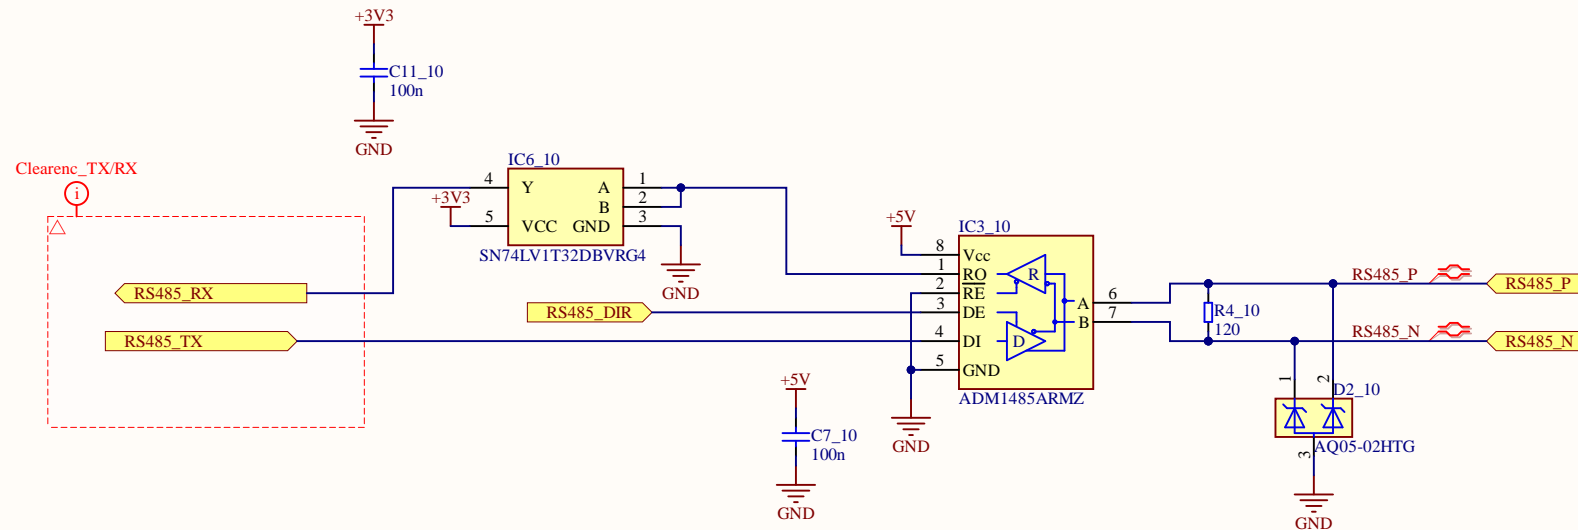 +3V3
C11_10
100n
GND
Clearenc_TX/RX
i
IC6_10
4
Y
A
1
B
2
+3V3
5
VCC
GND
3
SN74LV1T32DBVRG4
GND
+5V
IC3_10
8
Vcc
1
RO
R
2
RE
3
DE
4
DI
D
5
GND
A
6
B
7
ADM1485ARMZ
GND
RS485_RX
RS485_DIR
RS485_TX
RS485_P
RS485_P
R4_10
120
RS485_N
RS485_N
+5V
C7_10
100n
GND
1
2
D2_10
AQ05-02HTG
3
GND